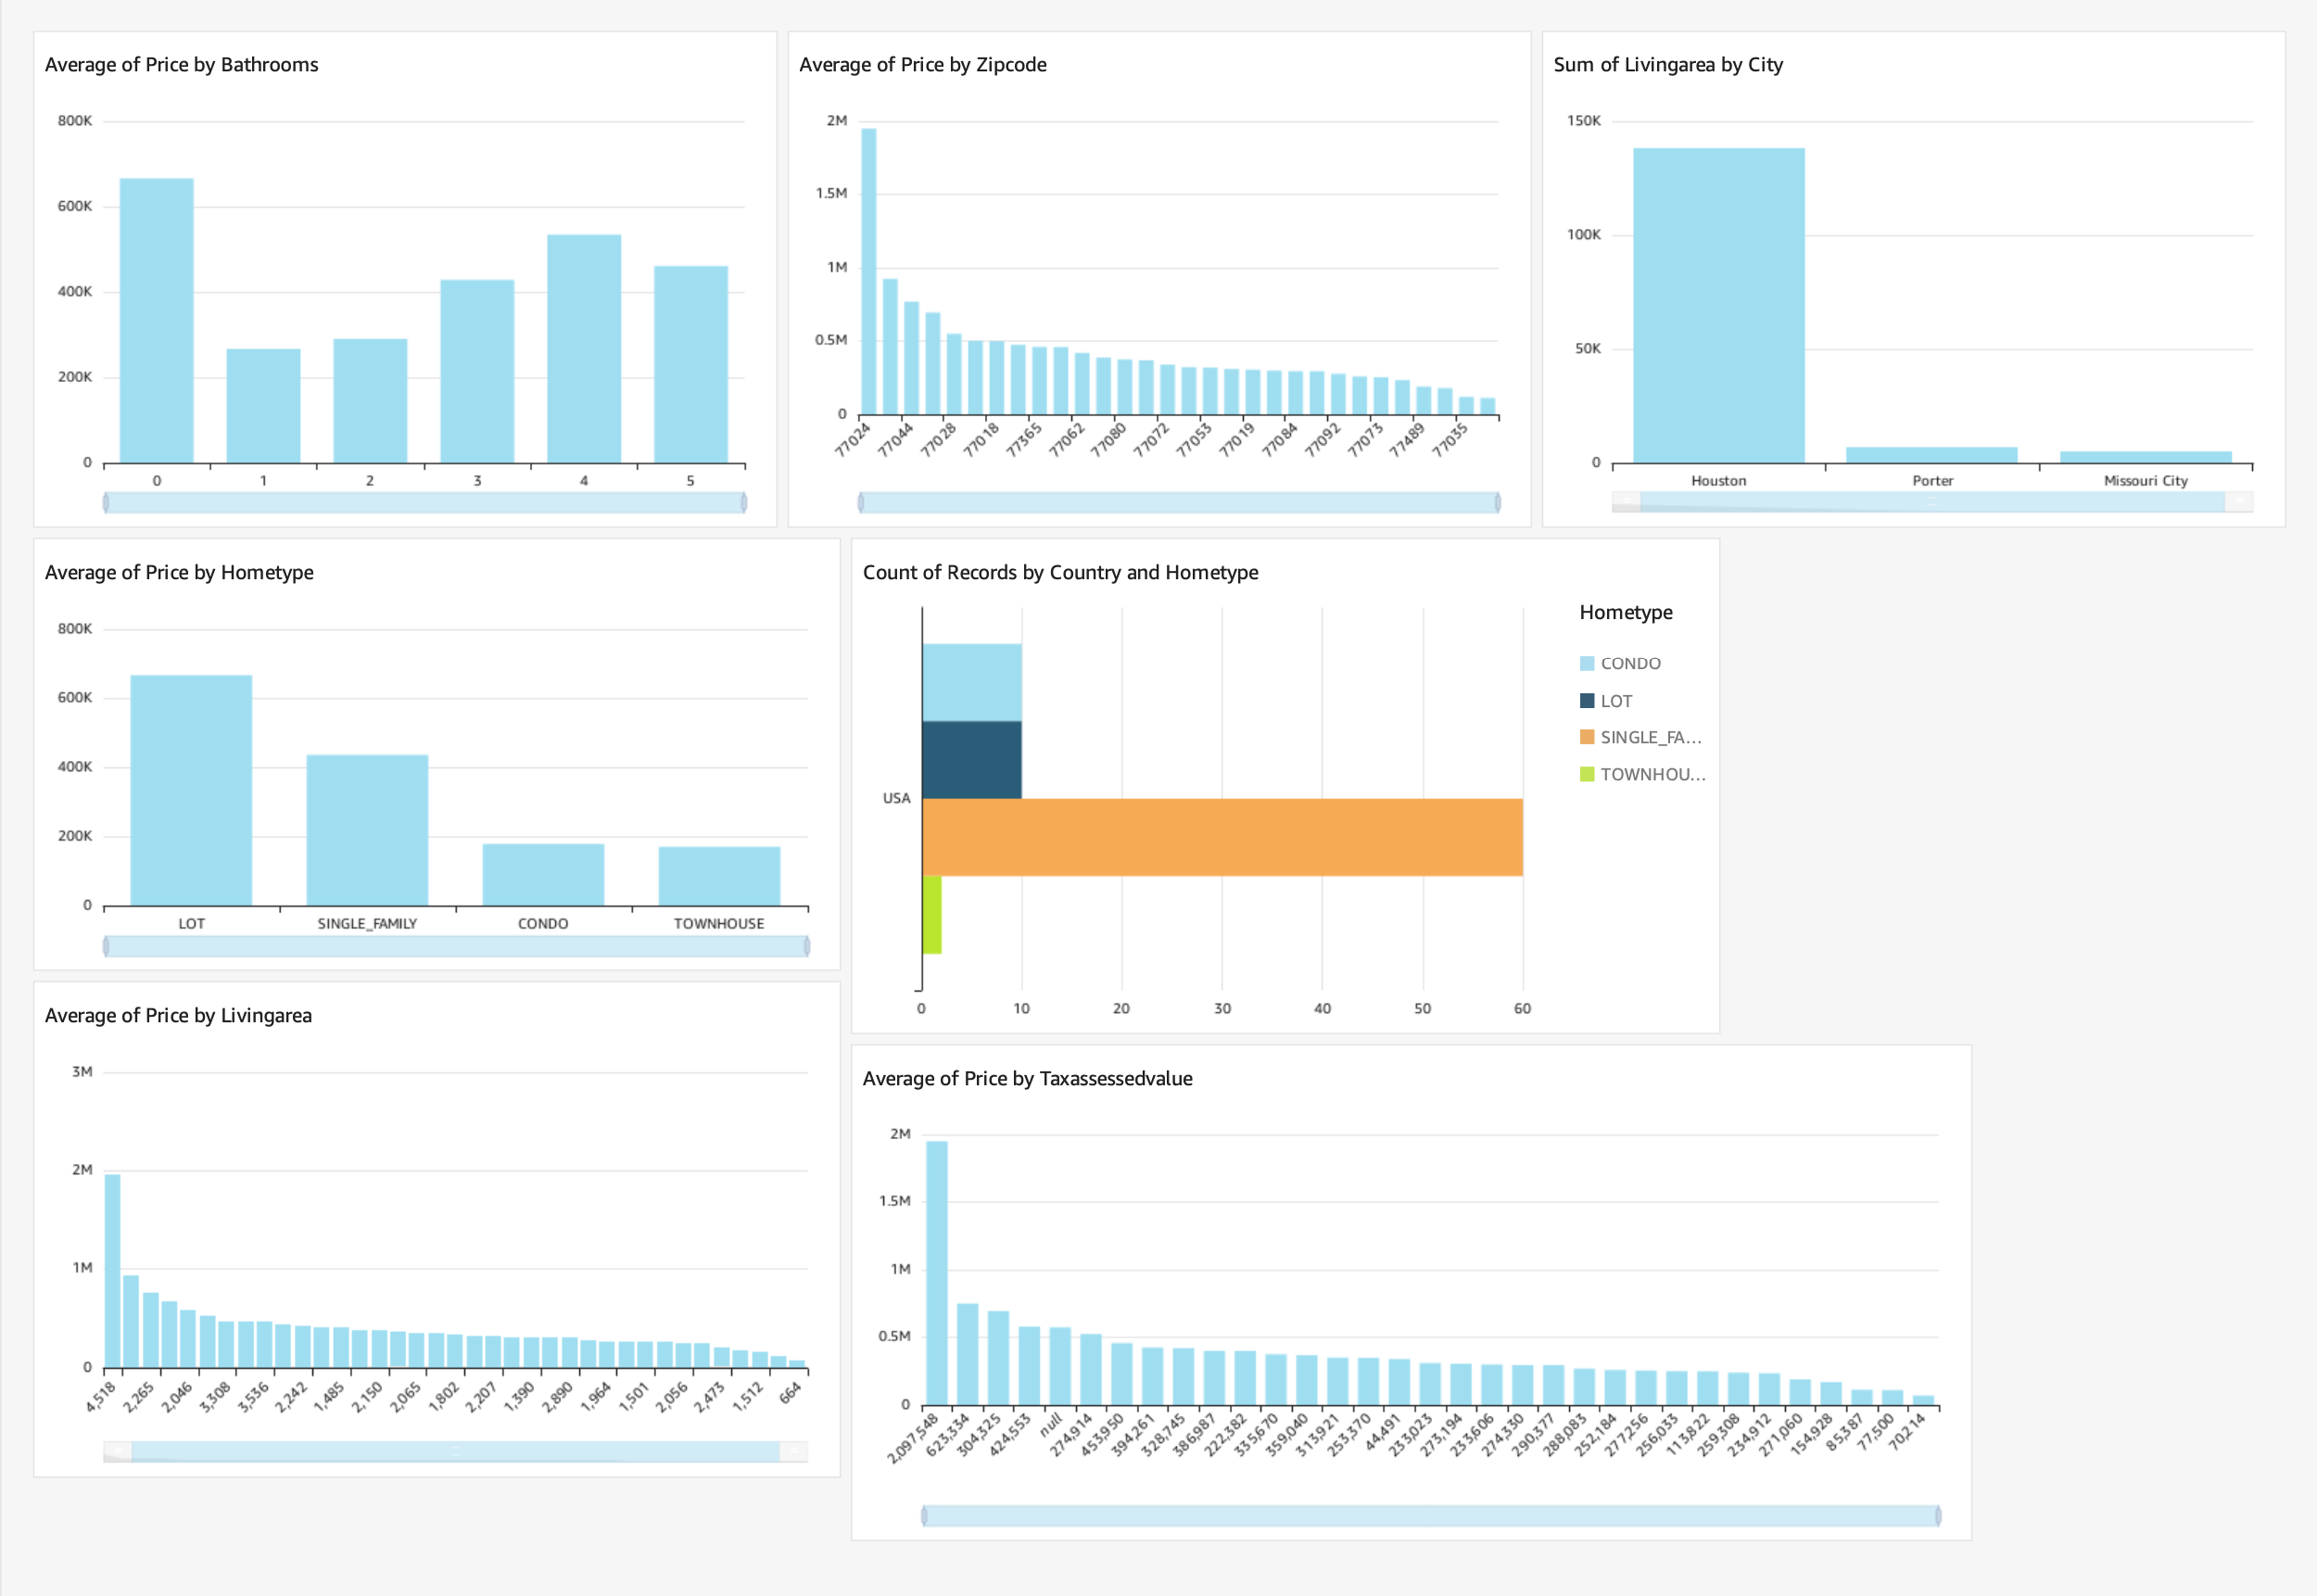 Average of Price by Bathrooms
800K
600K
400K
200K
0
0 1 2 3 4 5
Average of Price by Zipcode
2M
1.5M
1M
0.5M
0
77024 77044 77028 77018 77365 77062 77080 77072 77053 77019 77084 77092 77073 77489 77035
Sum of Livingarea by City
150K
100K
50K
0
Houston Porter Missouri City
Average of Price by Hometype
800K
600K
400K
200K
0
LOT SINGLE_FAMILY CONDO TOWNHOUSE
Count of Records by Country and Hometype
USA
0 10 20 30 40 50 60
Hometype
CONDO
LOT
SINGLE_FA...
TOWNHOU...
Average of Price by Livingarea
3M
2M
1M
0
4,518 2,265 2,046 3,308 3,536 2,242 1,485 2,150 2,065 1,802 2,207 1,390 2,890 1,964 1,501 2,056 2,473 1,512 664
Average of Price by Taxassessedvalue
2M
1.5M
1M
0.5M
0
2,097,548 623,334 304,325 424,553 null 274,914 453,950 394,261 328,745 386,987 222,382 335,670 359,040 313,921 253,370 44,491 233,023 273,194 233,606 274,330 290,377 288,083 252,184 277,256 256,033 113,822 259,308 234,912 271,060 154,928 85,387 77,500 70,214